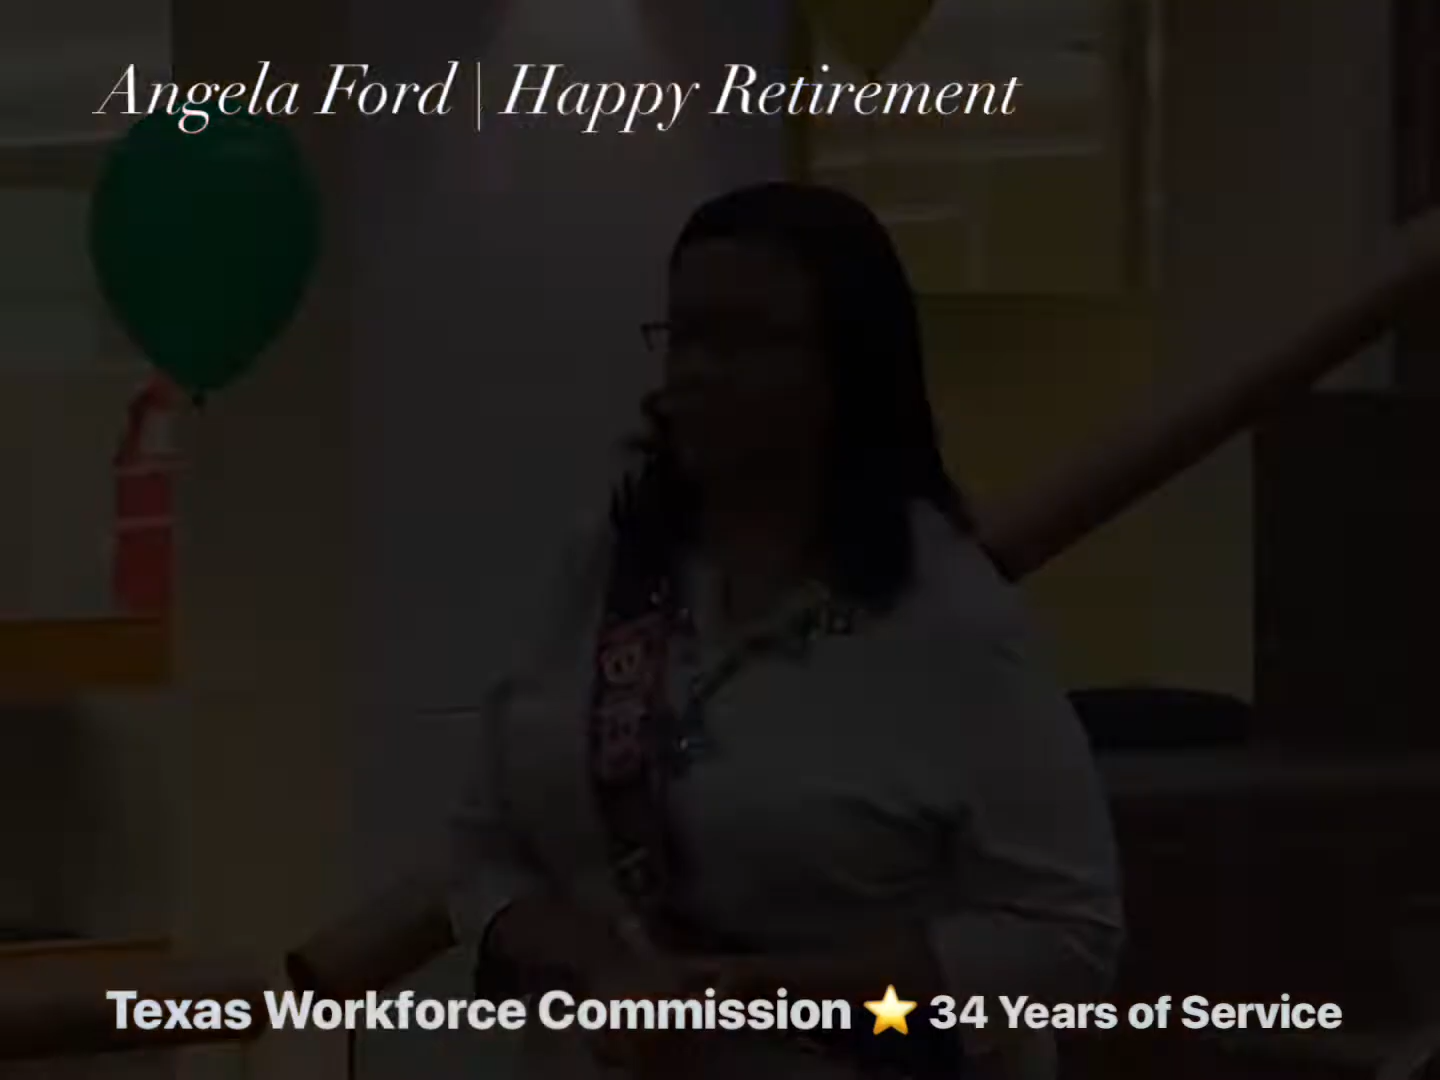 Angela Ford | Happy Retirement
Texas Workforce Commission ⭐ 34 Years of Service